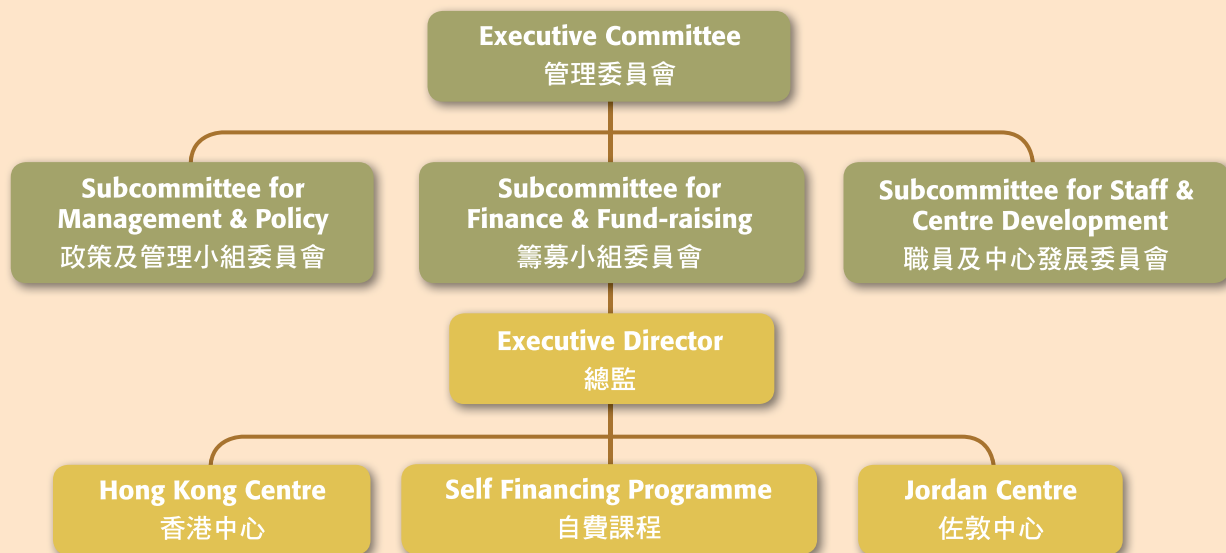 Executive Committee
管理委員會
Subcommittee for
Management & Policy
政策及管理小組委員會
Subcommittee for
Finance & Fund-raising
籌募小組委員會
Subcommittee for Staff &
Centre Development
職員及中心發展委員會
Executive Director
總監
Hong Kong Centre
香港中心
Self Financing Programme
自費課程
Jordan Centre
佐敦中心